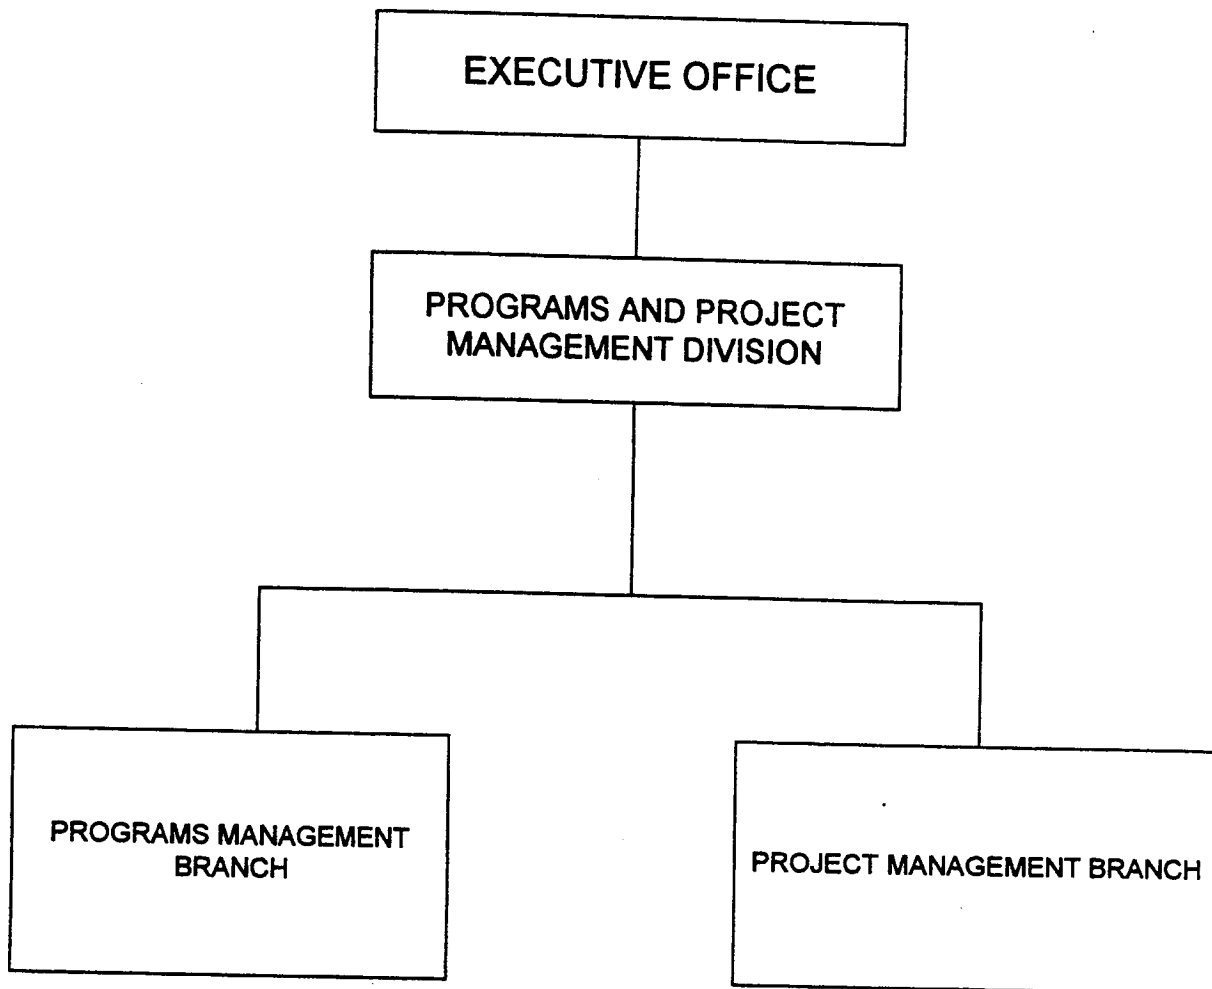 EXECUTIVE OFFICE
PROGRAMS AND PROJECT
MANAGEMENT DIVISION
PROGRAMS MANAGEMENT
BRANCH
PROJECT MANAGEMENT BRANCH